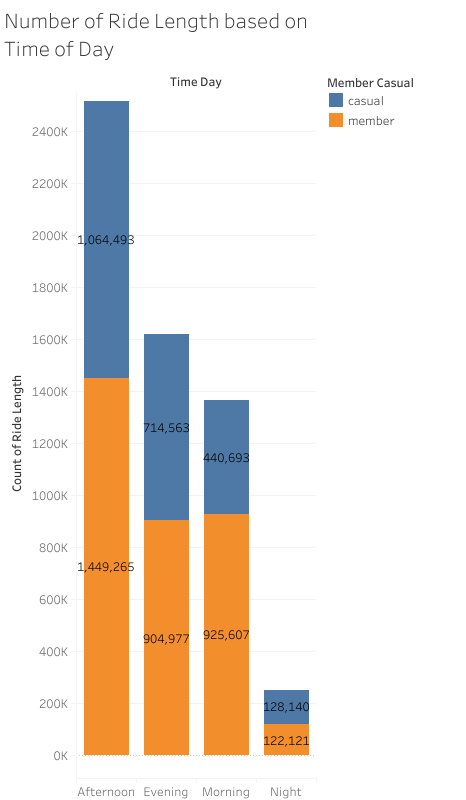 Number of Ride Length based on
Time of Day
Time Day
Member Casual
casual
member
2400K
2200K
2000K
1800K
1600K
1400K
1200K
1000K
800K
600K
400K
200K
0K
Count of Ride Length
1,064,493
714,563
440,693
1,449,265
904,977
925,607
128,140
122,121
Afternoon Evening Morning Night